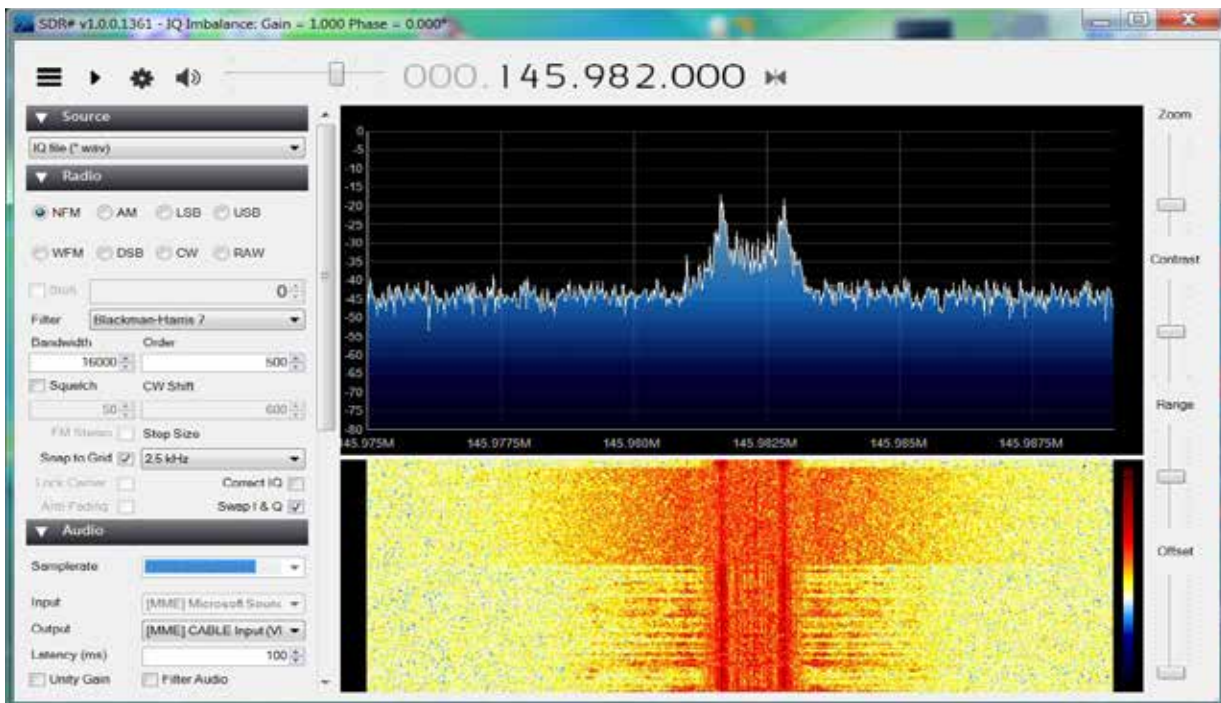 SDR# v1.0.0.1361 - IQ Imbalance: Gain = 1.000 Phase = 0.000°
000.145.982.000
Source
IQ file (*.wav)
Radio
NFM AM LSB USB
WFM DSB CW RAW
Shift 0
Filter Blackman-Harris 7
Bandwidth Order
16000 500
Squelch CW Shift
50 600
FM Stereo Step Size
Snap to Grid 2.5 kHz
Lock Carrier Correct IQ
Anti-Fading Swap I & Q
Audio
Samplerate
Input [MME] Microsoft
Output [MME] CABLE Input (VI
Latency (ms) 100
Unity Gain Filter Audio
0
-5
-10
-15
-20
-25
-30
-35
-40
-45
-50
-55
-60
-65
-70
-75
-80
145.975M 145.9775M 145.980M 145.9825M 145.985M 145.9875M
Zoom
Contrast
Range
Offset